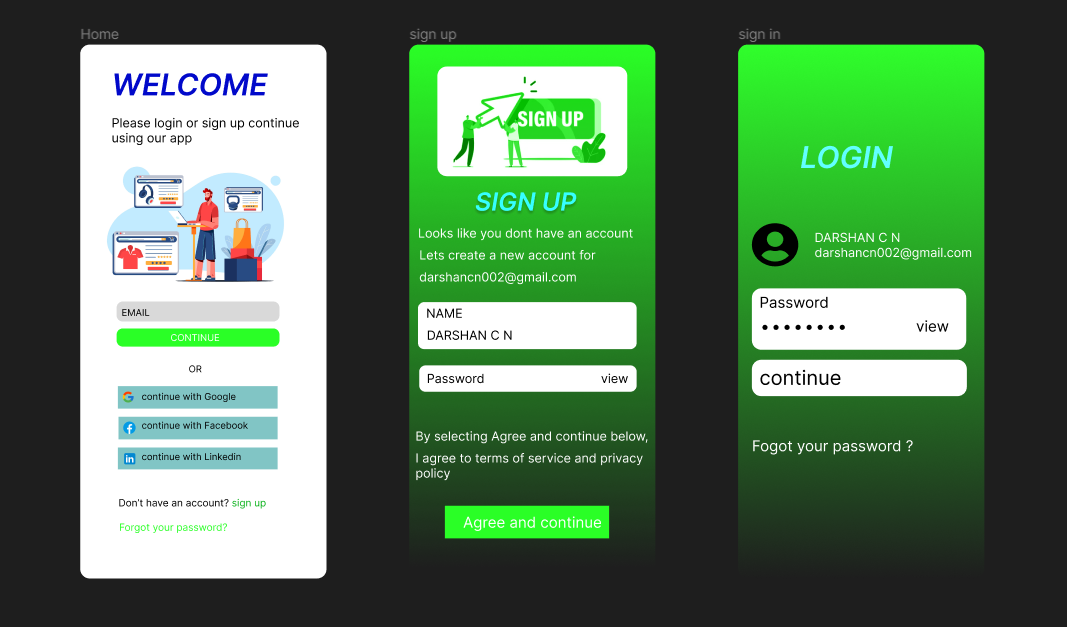 Home
WELCOME
Please login or sign up continue
using our app
EMAIL
CONTINUE
OR
continue with Google
continue with Facebook
continue with Linkedin
Don't have an account? sign up
Forgot your password?
sign up
SIGN UP
SIGN UP
Looks like you dont have an account
Lets create a new account for
darshancn002@gmail.com
NAME
DARSHAN C N
Password view
By selecting Agree and continue below,
I agree to terms of service and privacy
policy
Agree and continue
sign in
LOGIN
DARSHAN C N
darshancn002@gmail.com
Password
•••••••• view
continue
Fogot your password ?